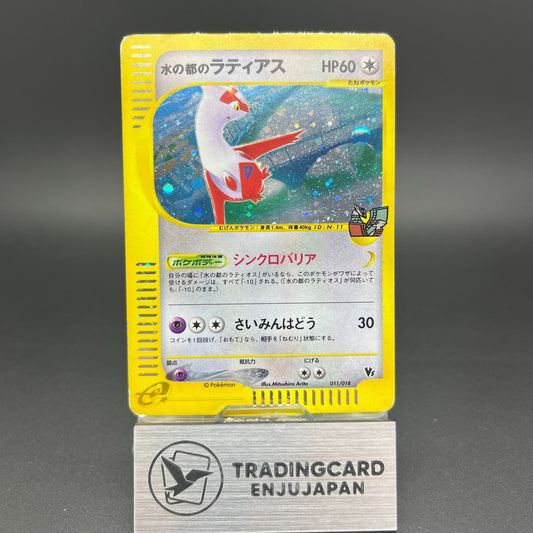 水の都のラティアス HP60
たねポケモン
むげんポケモン 身長1.4m、体重40kg ID:N-11
特殊能力
ポケボディー シンクロバリア
自分の場に「水の都のラティオス」がいるなら、このポケモンがワザによって
受けるダメージは、すべて「-10」される。(「水の都のラティオス」が何匹いて
も、「-10」のまま。)
さいみんはどう 30
コインを1回投げ、「おもて」なら、相手を「ねむり」状態にする。
弱点 抵抗力 にげる
© Pokémon Illus.Mitsuhiro Arita 011/018 VS
e
TRADINGCARD
ENJUJAPAN